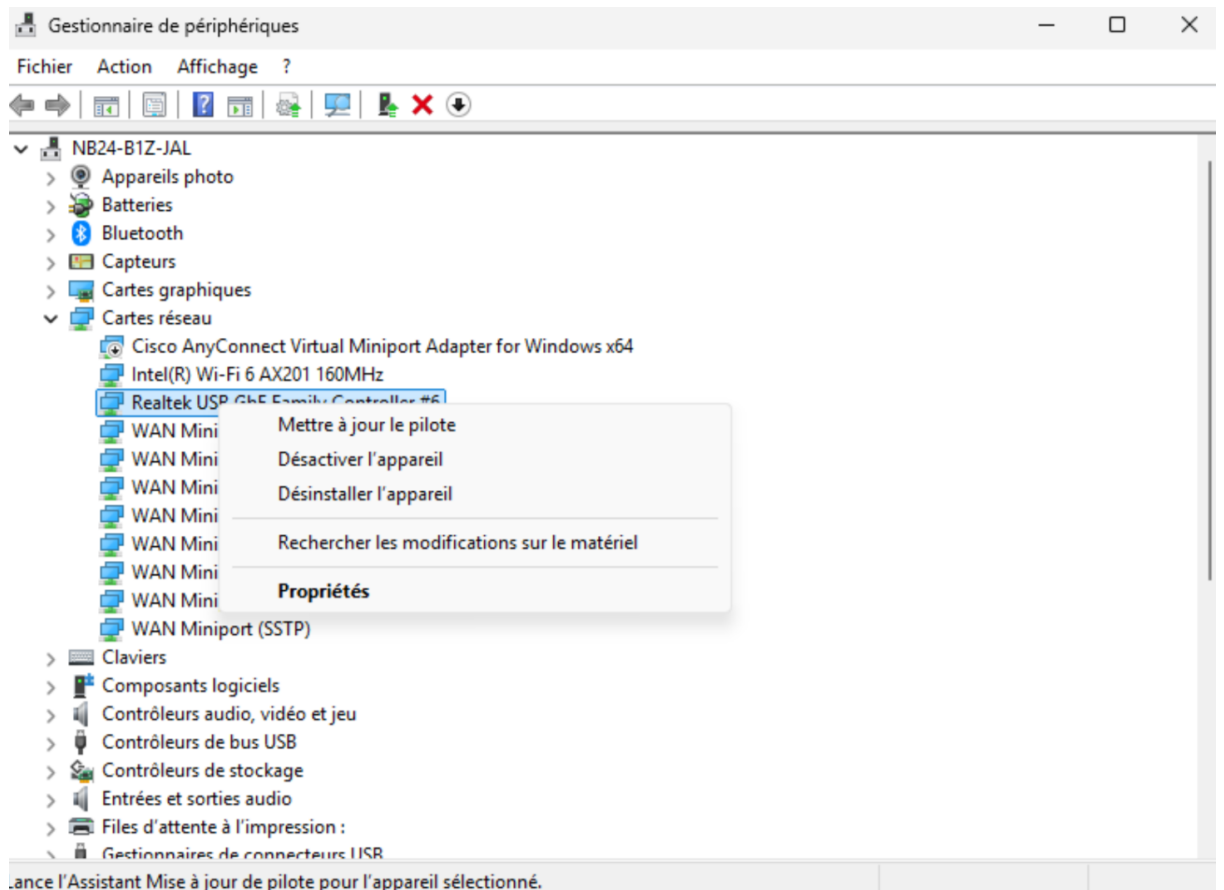 Gestionnaire de périphériques
Fichier Action Affichage ?
NB24-B1Z-JAL
Appareils photo
Batteries
Bluetooth
Capteurs
Cartes graphiques
Cartes réseau
Cisco AnyConnect Virtual Miniport Adapter for Windows x64
Intel(R) Wi-Fi 6 AX201 160MHz
Realtek USB GbE Family Controller #6
WAN Mini
WAN Mini
WAN Mini
WAN Mini
WAN Mini
WAN Mini
WAN Mini
WAN Miniport (SSTP)
Mettre à jour le pilote
Désactiver l'appareil
Désinstaller l'appareil
Rechercher les modifications sur le matériel
Propriétés
Claviers
Composants logiciels
Contrôleurs audio, vidéo et jeu
Contrôleurs de bus USB
Contrôleurs de stockage
Entrées et sorties audio
Files d'attente à l'impression :
Gestionnaires de connecteurs USB
Lance l'Assistant Mise à jour de pilote pour l'appareil sélectionné.